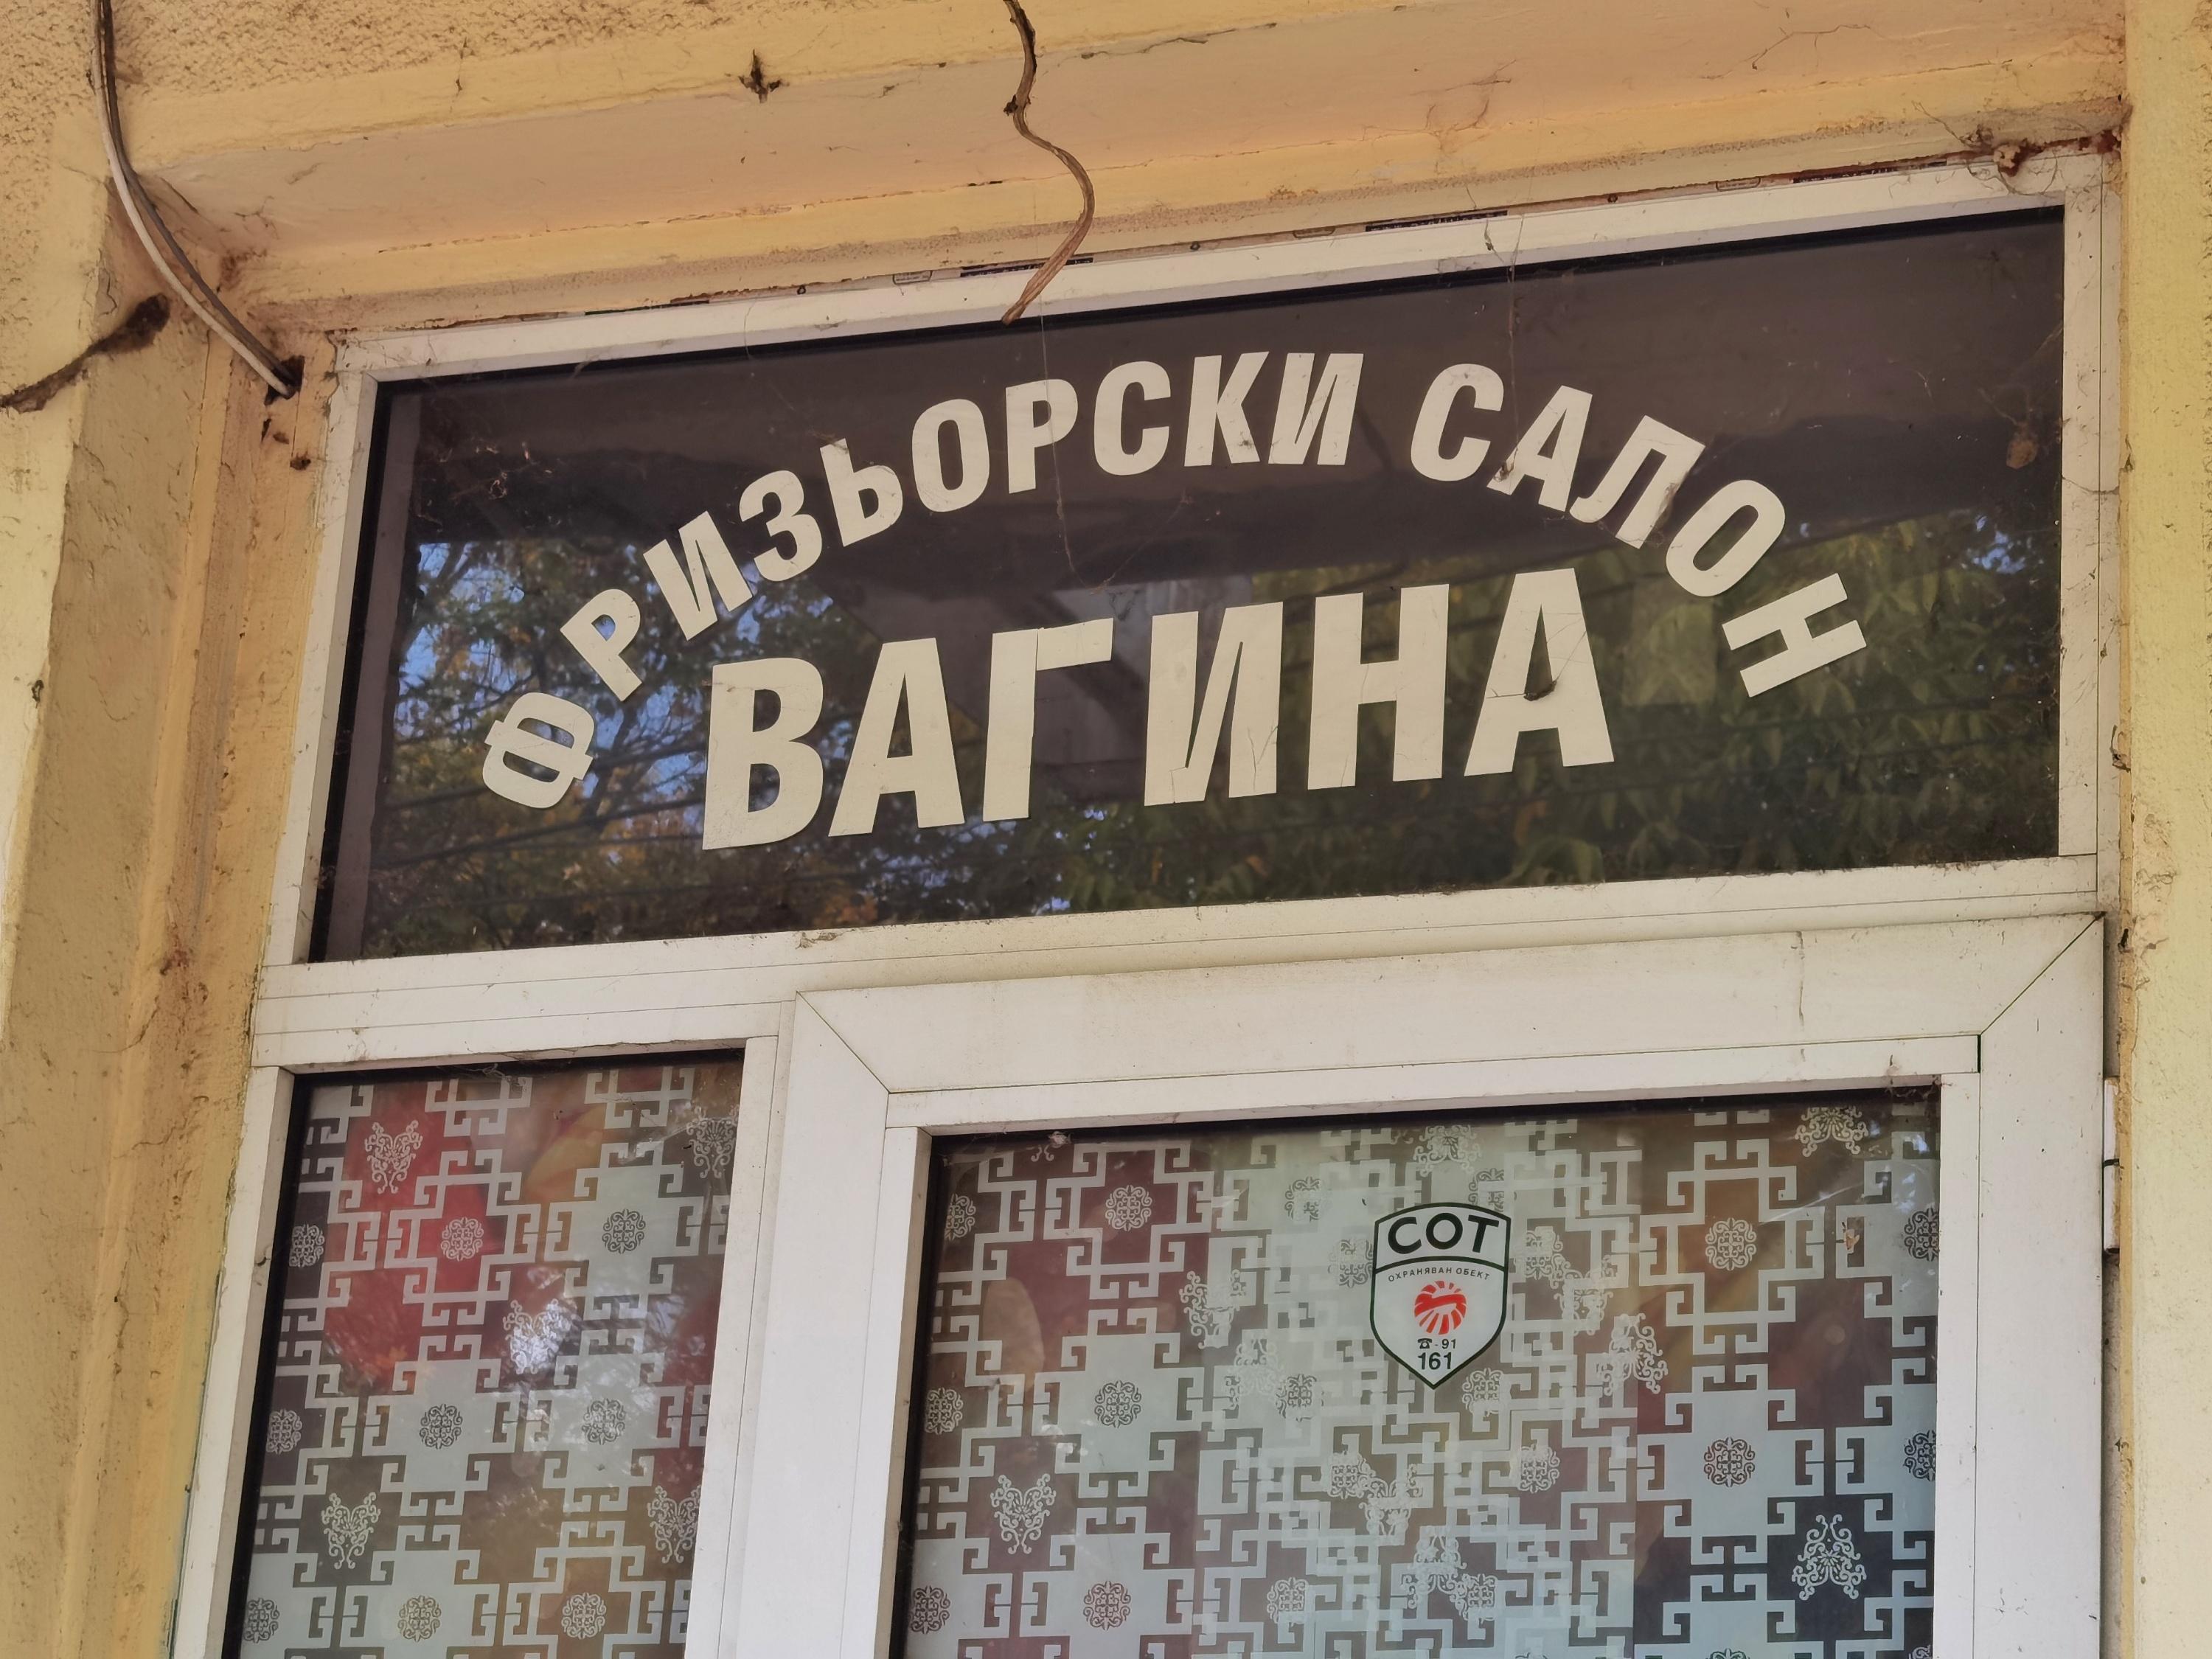 ФРИЗЬОРСКИ САЛОН
ВАГИНА
СОТ
ОХРАНЯВАН ОБЕКТ
☎-91
161